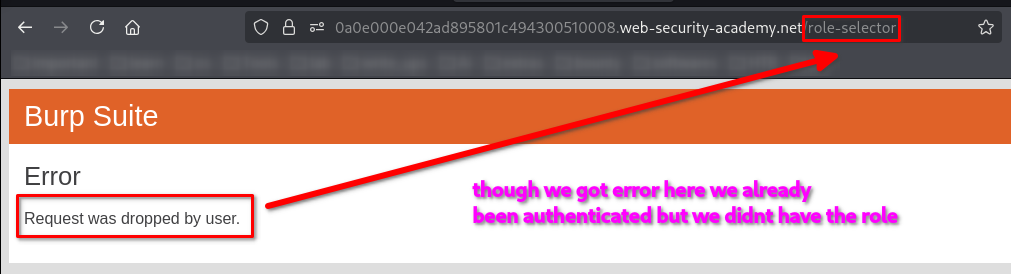 0a0e000e042ad895801c494300510008.web-security-academy.net/role-selector
Burp Suite
Error
Request was dropped by user.
though we got error here we already
been authenticated but we didnt have the role